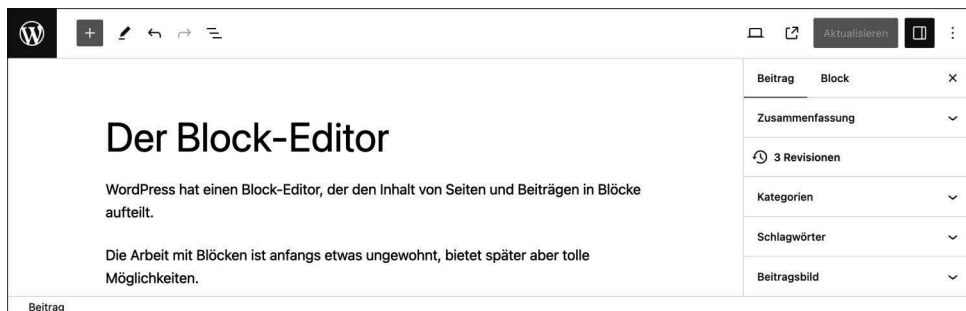 Aktualisieren
Beitrag Block
Zusammenfassung
3 Revisionen
Kategorien
Schlagwörter
Beitragsbild
Der Block-Editor
WordPress hat einen Block-Editor, der den Inhalt von Seiten und Beiträgen in Blöcke
aufteilt.
Die Arbeit mit Blöcken ist anfangs etwas ungewohnt, bietet später aber tolle
Möglichkeiten.
Beitrag